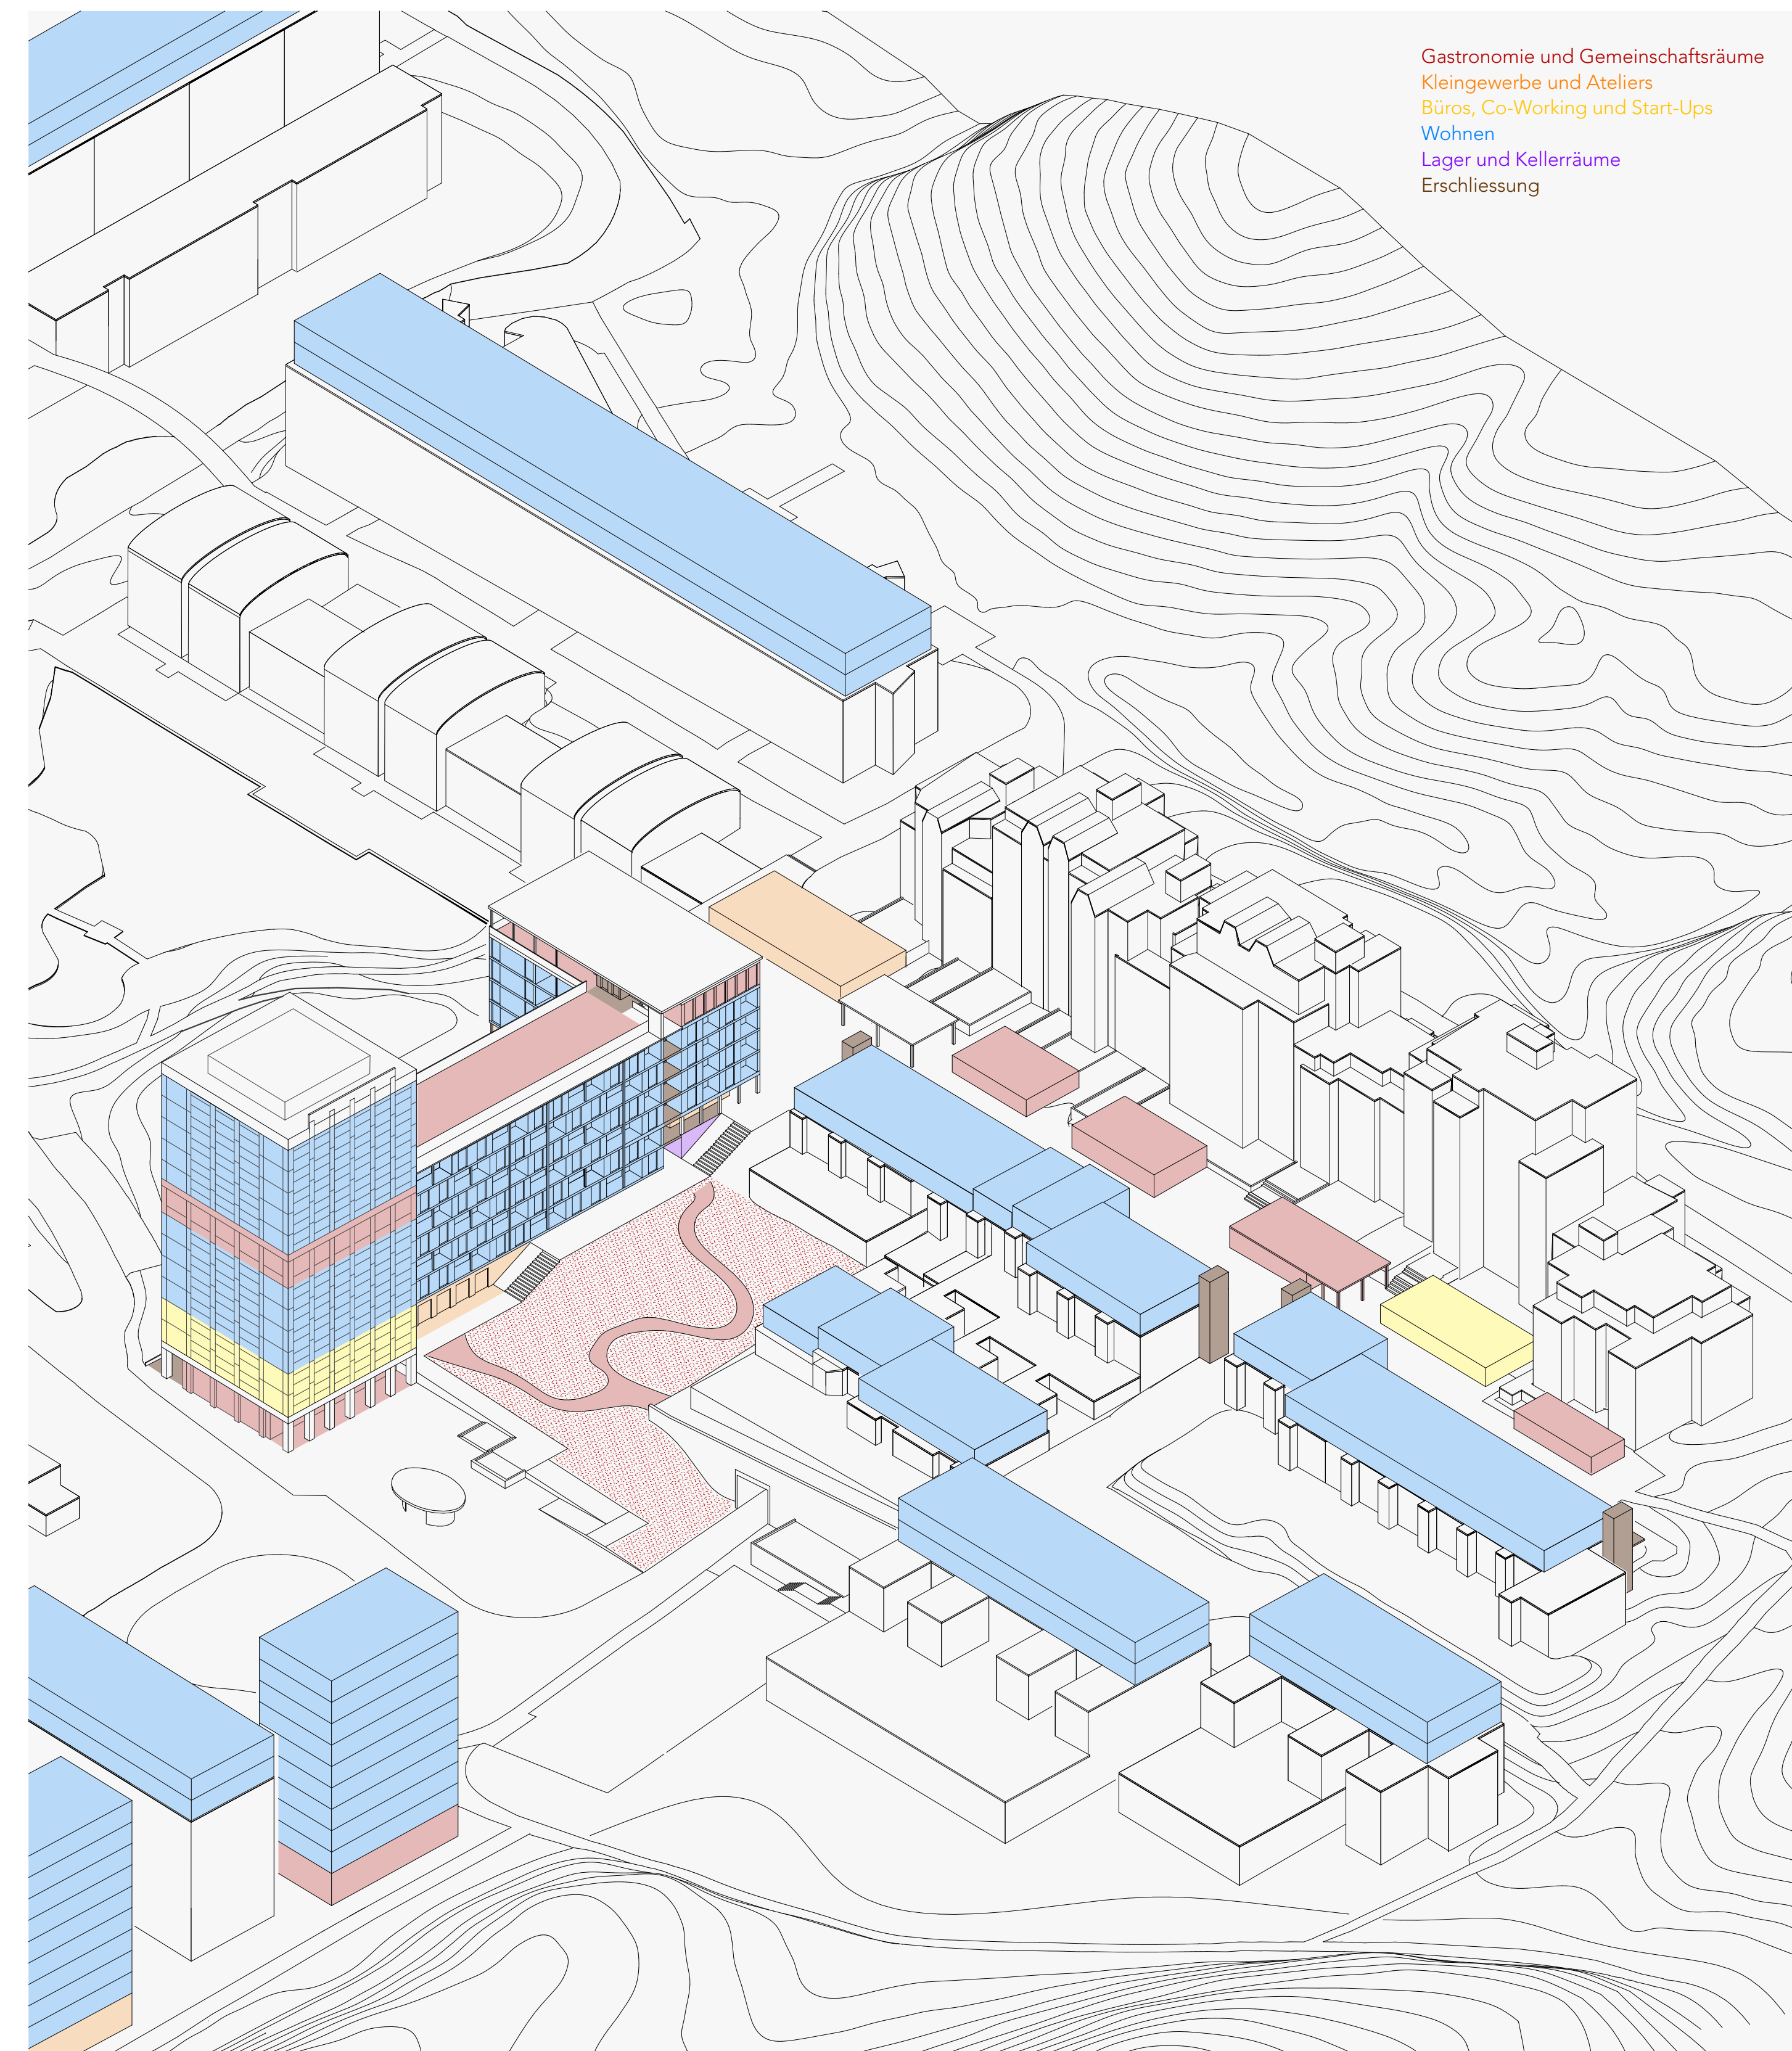 Gastronomie und Gemeinschaftsräume
Kleingewerbe und Ateliers
Büros, Co-Working und Start-Ups
Wohnen
Lager und Kellerräume
Erschliessung